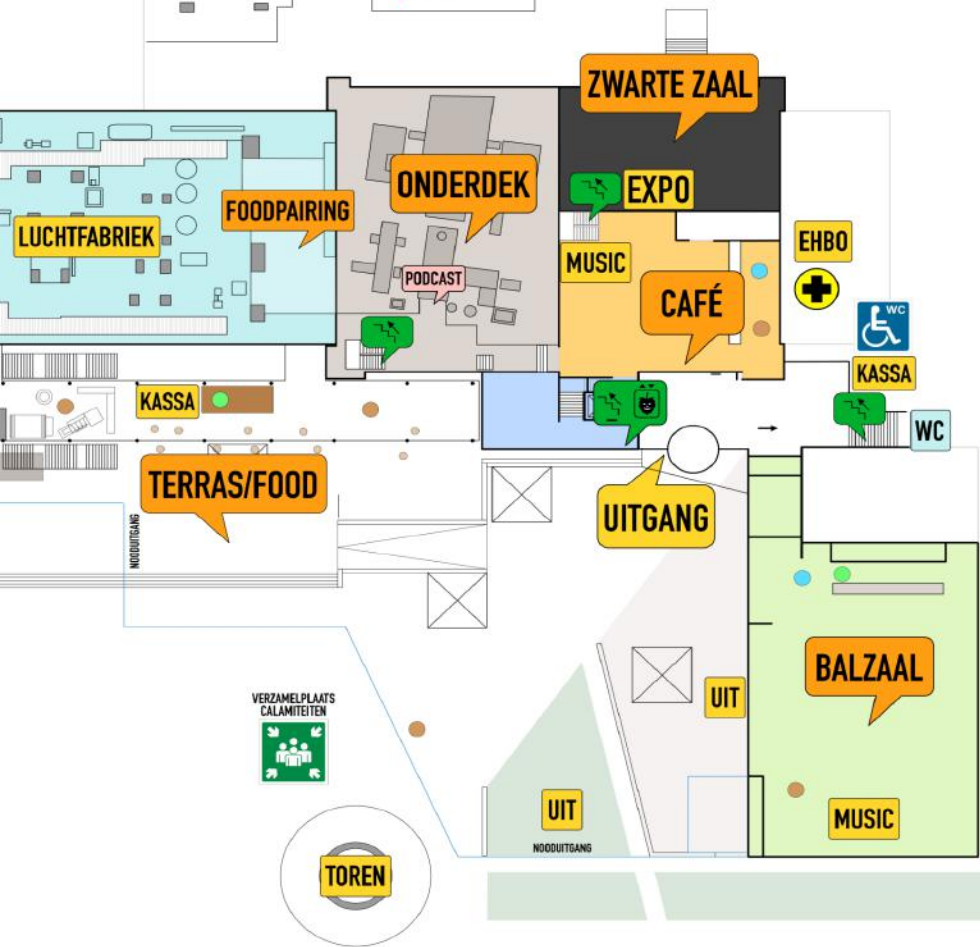 ZWARTE ZAAL
ONDERDEK
EXPO
FOODPAIRING
LUCHTFABRIEK
MUSIC
EHBO
PODCAST
CAFÉ
WC
KASSA
KASSA
WC
TERRAS/FOOD
UITGANG
NOODUITGANG
BALZAAL
UIT
VERZAMELPLAATS
CALAMITEITEN
UIT
MUSIC
NOODUITGANG
TOREN